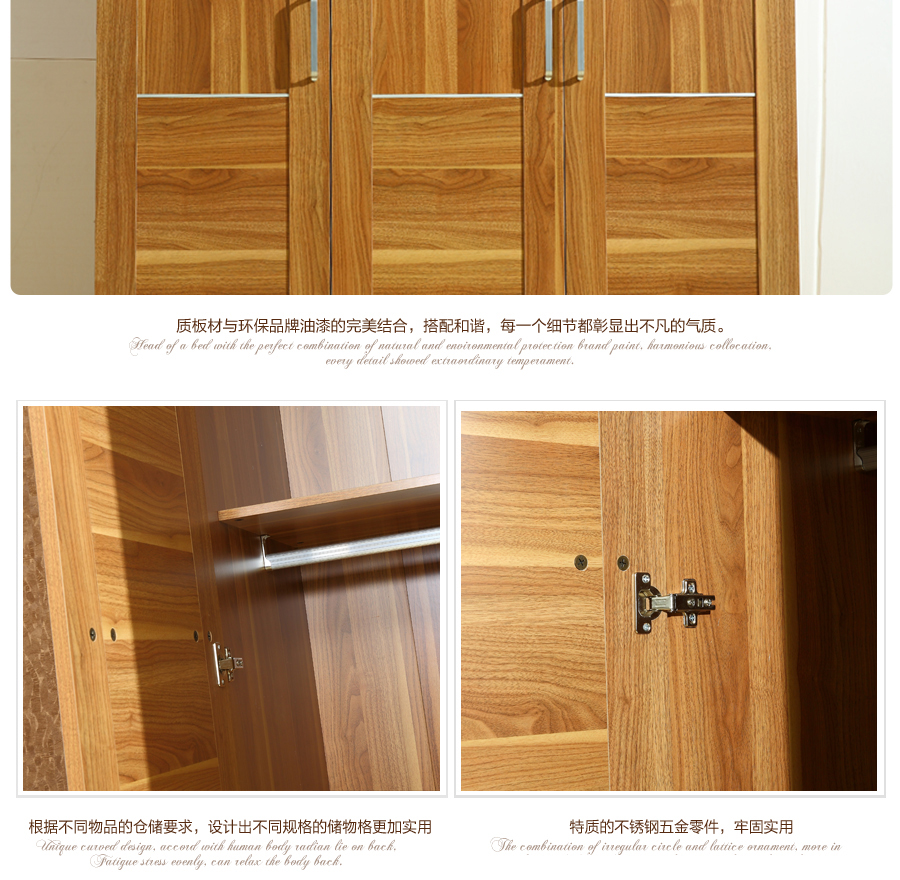 质板材与环保品牌油漆的完美结合，搭配和谐，每一个细节都彰显出不凡的气质。
Head of a bed with the perfect combination of natural and environmental protection brand paint, harmonious collocation,
every detail showed extraordinary temperament.
根据不同物品的仓储要求，设计出不同规格的储物格更加实用
Unique curved design, accord with human body radian lie on back,
Fatigue stress evenly, can relax the body back.
特质的不锈钢五金零件，牢固实用
The combination of irregular circle and lattice ornament, more in